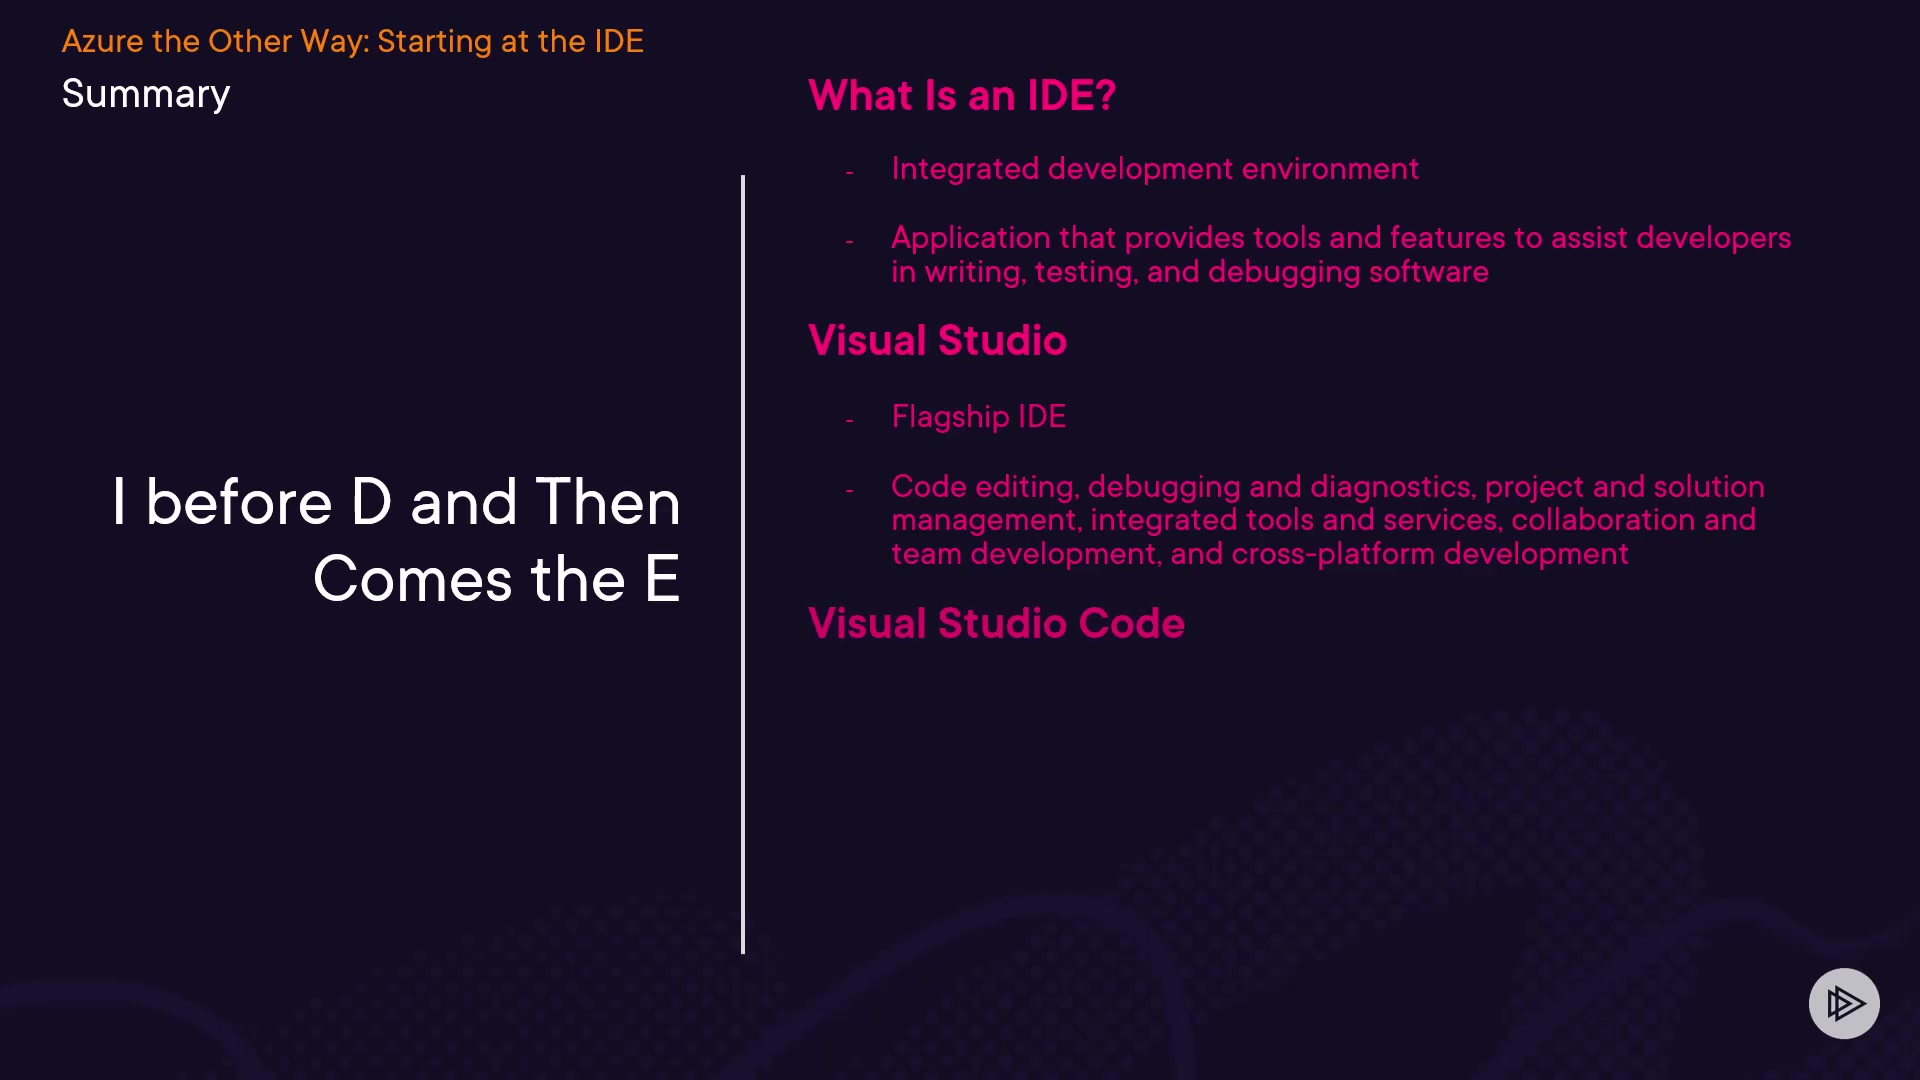 Azure the Other Way: Starting at the IDE
Summary
I before D and Then
Comes the E
What Is an IDE?
- Integrated development environment
- Application that provides tools and features to assist developers
in writing, testing, and debugging software
Visual Studio
- Flagship IDE
- Code editing, debugging and diagnostics, project and solution
management, integrated tools and services, collaboration and
team development, and cross-platform development
Visual Studio Code